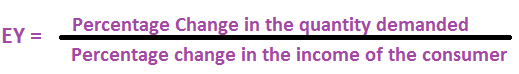 Percentage Change in the quantity demanded
EY =
Percentage change in the income of the consumer